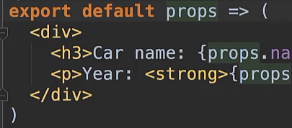 export default props => (
<div>
<h3>Car name: {props.na
<p>Year: <strong>{props
</div>
)